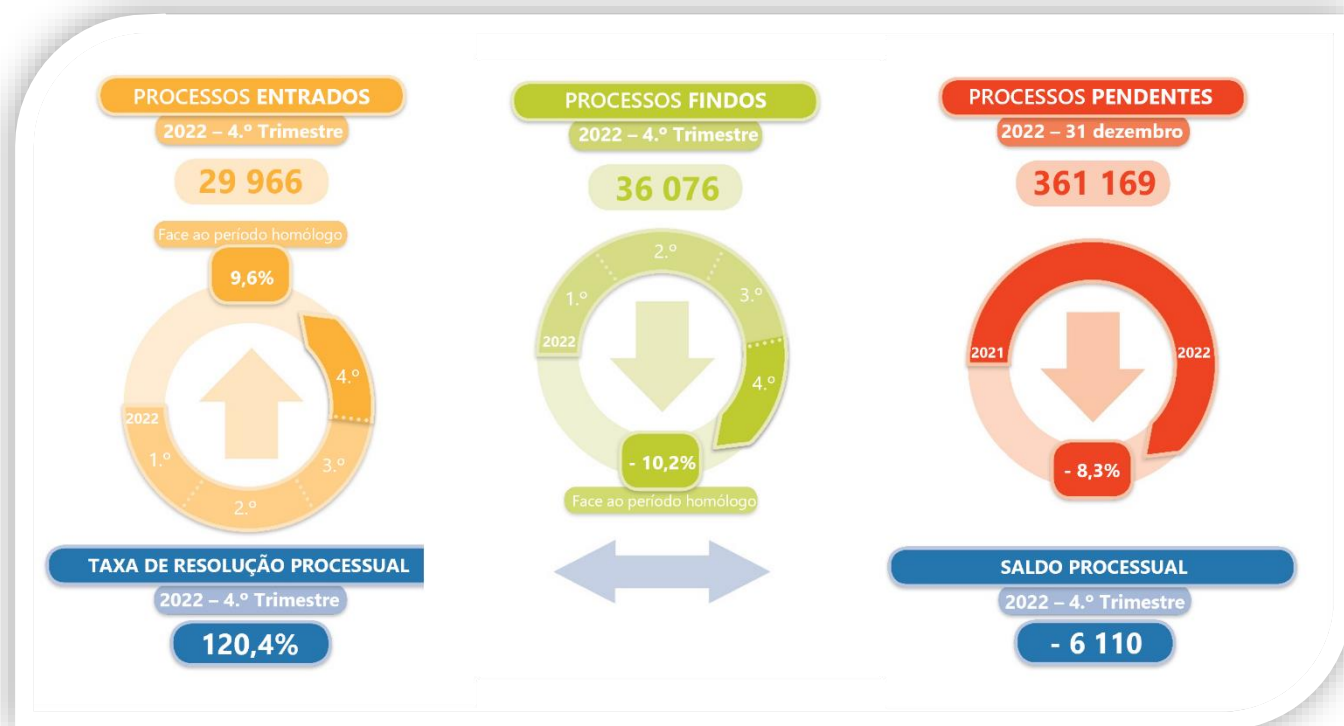 PROCESSOS ENTRADOS
2022 – 4.º Trimestre
29 966
Face ao período homólogo
9,6%
4.º
2022
1.º
3.º
2.º
TAXA DE RESOLUÇÃO PROCESSUAL
2022 – 4.º Trimestre
120,4%
PROCESSOS FINDOS
2022 – 4.º Trimestre
36 076
2.º
1.º
3.º
2022
4.º
- 10,2%
Face ao período homólogo
PROCESSOS PENDENTES
2022 – 31 dezembro
361 169
2021
2022
- 8,3%
SALDO PROCESSUAL
2022 – 4.º Trimestre
- 6 110